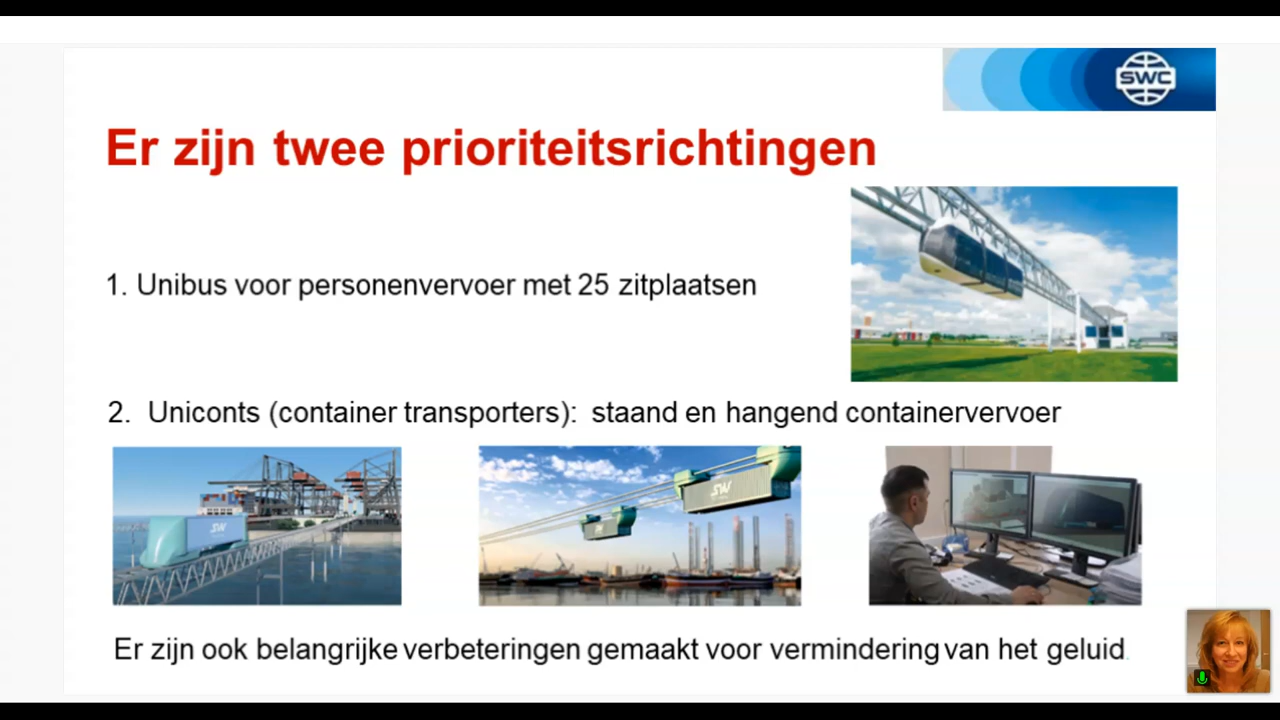 SWC
Er zijn twee prioriteitsrichtingen
1. Unibus voor personenvervoer met 25 zitplaatsen
2. Uniconts (container transporters): staand en hangend containervervoer
SW
SW
Er zijn ook belangrijke verbeteringen gemaakt voor vermindering van het geluid.